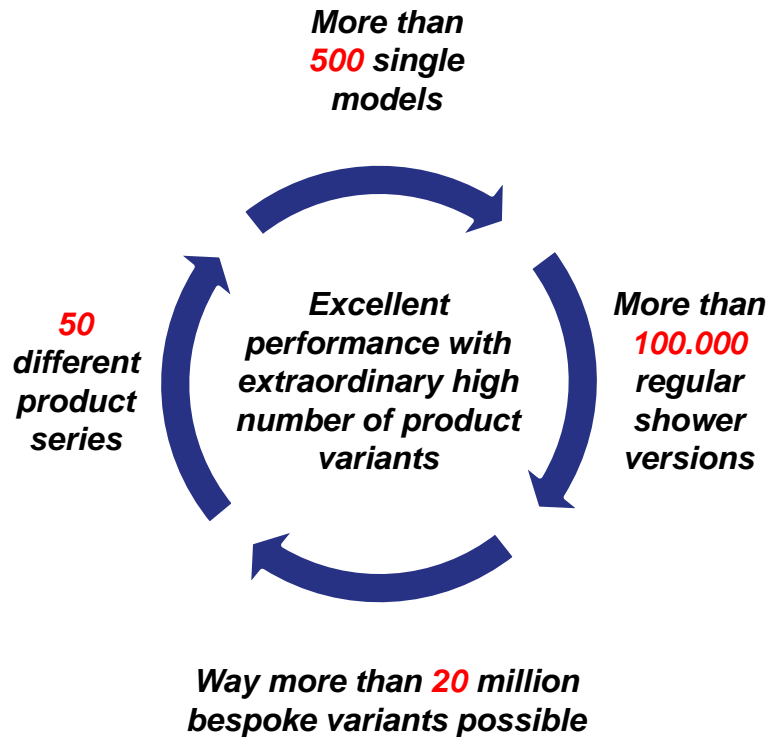 More than
500 single
models
50
different
product
series
Excellent
performance with
extraordinary high
number of product
variants
More than
100.000
regular
shower
versions
Way more than 20 million
bespoke variants possible